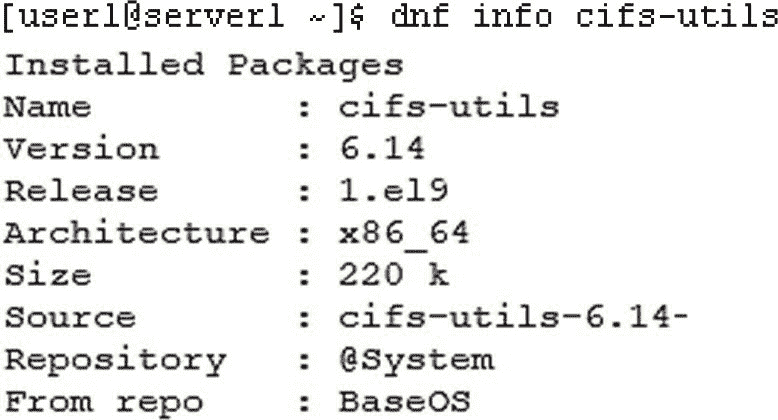 [user1@server1 ~]$ dnf info cifs-utils
Installed Packages
Name : cifs-utils
Version : 6.14
Release : 1.el9
Architecture : x86_64
Size : 220 k
Source : cifs-utils-6.14-
Repository : @System
From repo : BaseOS